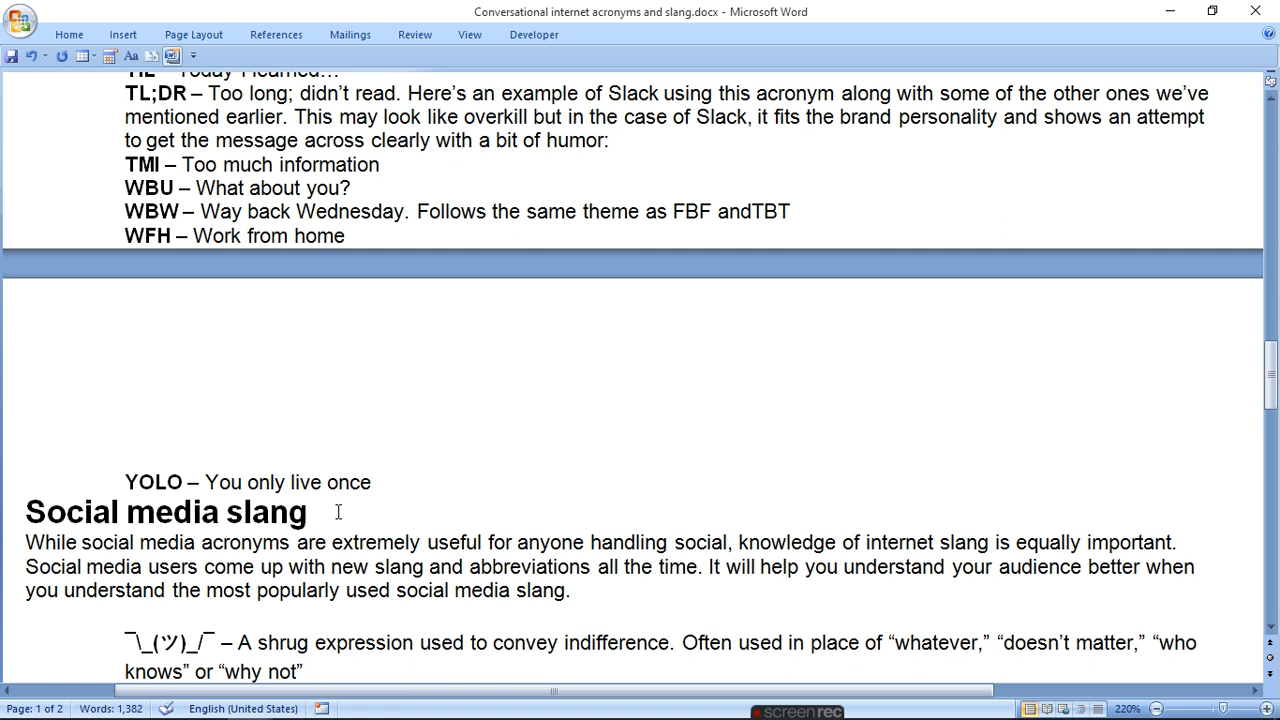 Conversational internet acronyms and slang.docx - Microsoft Word
Home Insert Page Layout References Mailings Review View Developer
Aa
TIL – Today I learned…
TL;DR – Too long; didn’t read. Here’s an example of Slack using this acronym along with some of the other ones we’ve
mentioned earlier. This may look like overkill but in the case of Slack, it fits the brand personality and shows an attempt
to get the message across clearly with a bit of humor:
TMI – Too much information
WBU – What about you?
WBW – Way back Wednesday. Follows the same theme as FBF andTBT
WFH – Work from home
YOLO – You only live once
Social media slang
While social media acronyms are extremely useful for anyone handling social, knowledge of internet slang is equally important.
Social media users come up with new slang and abbreviations all the time. It will help you understand your audience better when
you understand the most popularly used social media slang.
¯\_(ツ)_/¯ – A shrug expression used to convey indifference. Often used in place of “whatever,” “doesn’t matter,” “who
knows” or “why not”
Page: 1 of 2 Words: 1,382 English (United States) 220%
screenrec